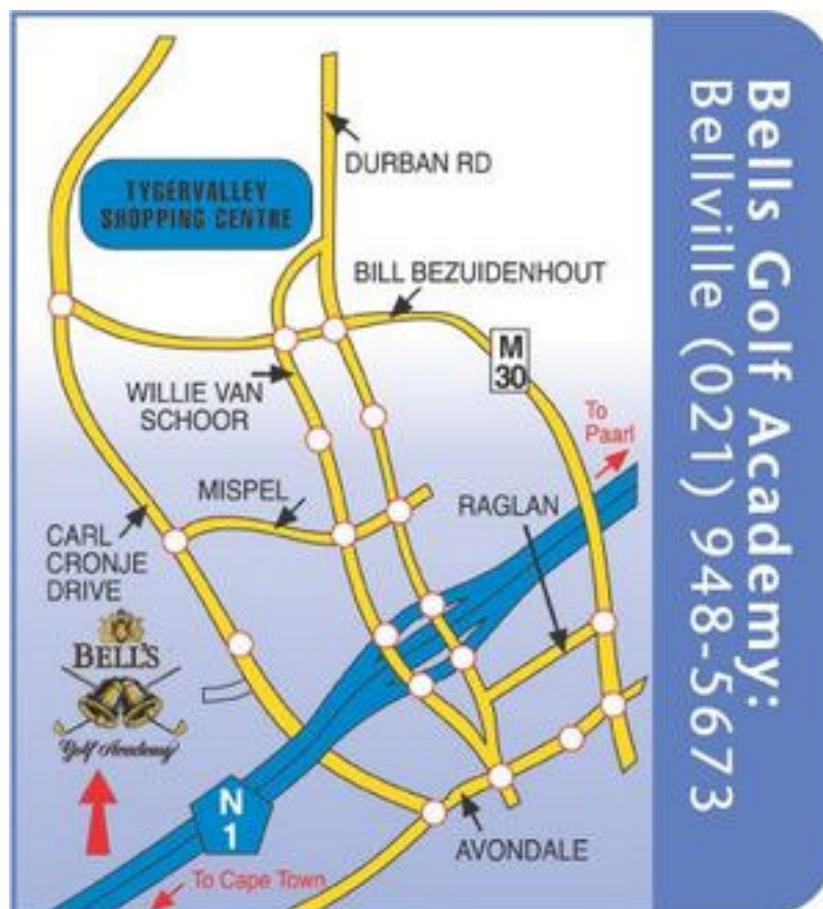 DURBAN RD
TYGERVALLEY
SHOPPING CENTRE
BILL BEZUIDENHOUT
M
30
WILLIE VAN
SCHOOR
To
Paarl
MISPEL
RAGLAN
CARL
CRONJE
DRIVE
BELL'S
Golf Academy
N
1
AVONDALE
To Cape Town
Bells Golf Academy:
Bellville (021) 948-5673